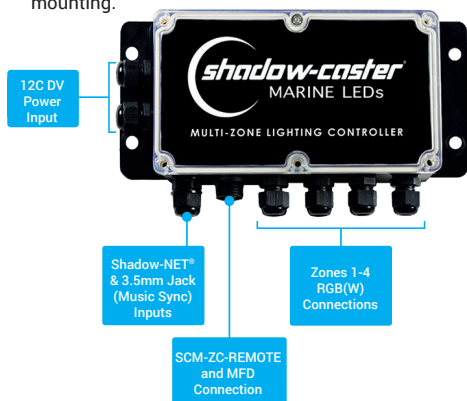 mounting.
shadow-caster®
MARINE LEDs
MULTI-ZONE LIGHTING CONTROLLER
12C DV
Power
Input
Shadow-NET®
& 3.5mm Jack
(Music Sync)
Inputs
Zones 1-4
RGB(W)
Connections
SCM-ZC-REMOTE
and MFD
Connection